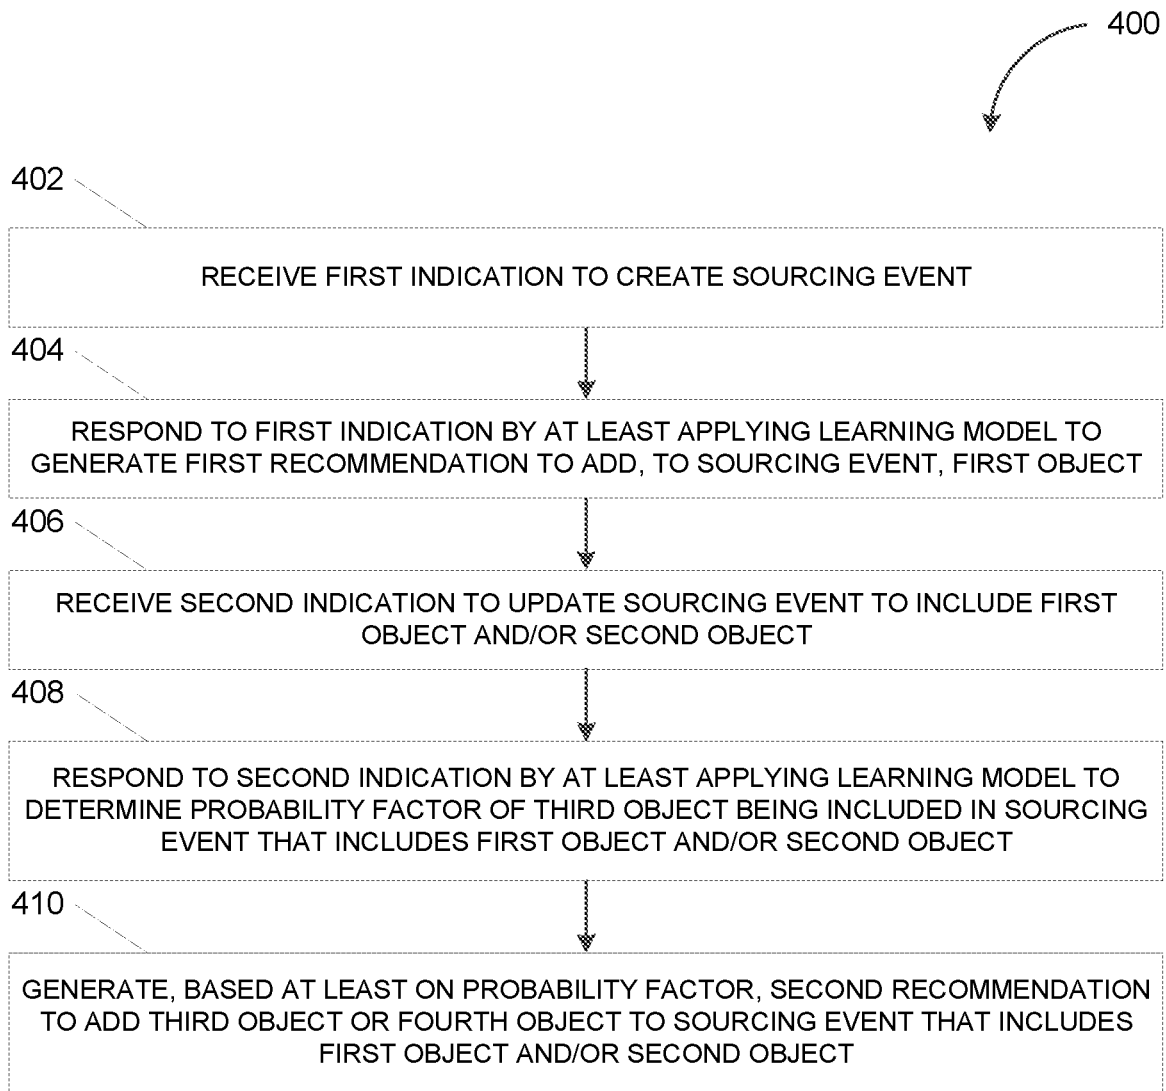 400
402
RECEIVE FIRST INDICATION TO CREATE SOURCING EVENT
404
RESPOND TO FIRST INDICATION BY AT LEAST APPLYING LEARNING MODEL TO
GENERATE FIRST RECOMMENDATION TO ADD, TO SOURCING EVENT, FIRST OBJECT
406
RECEIVE SECOND INDICATION TO UPDATE SOURCING EVENT TO INCLUDE FIRST
OBJECT AND/OR SECOND OBJECT
408
RESPOND TO SECOND INDICATION BY AT LEAST APPLYING LEARNING MODEL TO
DETERMINE PROBABILITY FACTOR OF THIRD OBJECT BEING INCLUDED IN SOURCING
EVENT THAT INCLUDES FIRST OBJECT AND/OR SECOND OBJECT
410
GENERATE, BASED AT LEAST ON PROBABILITY FACTOR, SECOND RECOMMENDATION
TO ADD THIRD OBJECT OR FOURTH OBJECT TO SOURCING EVENT THAT INCLUDES
FIRST OBJECT AND/OR SECOND OBJECT